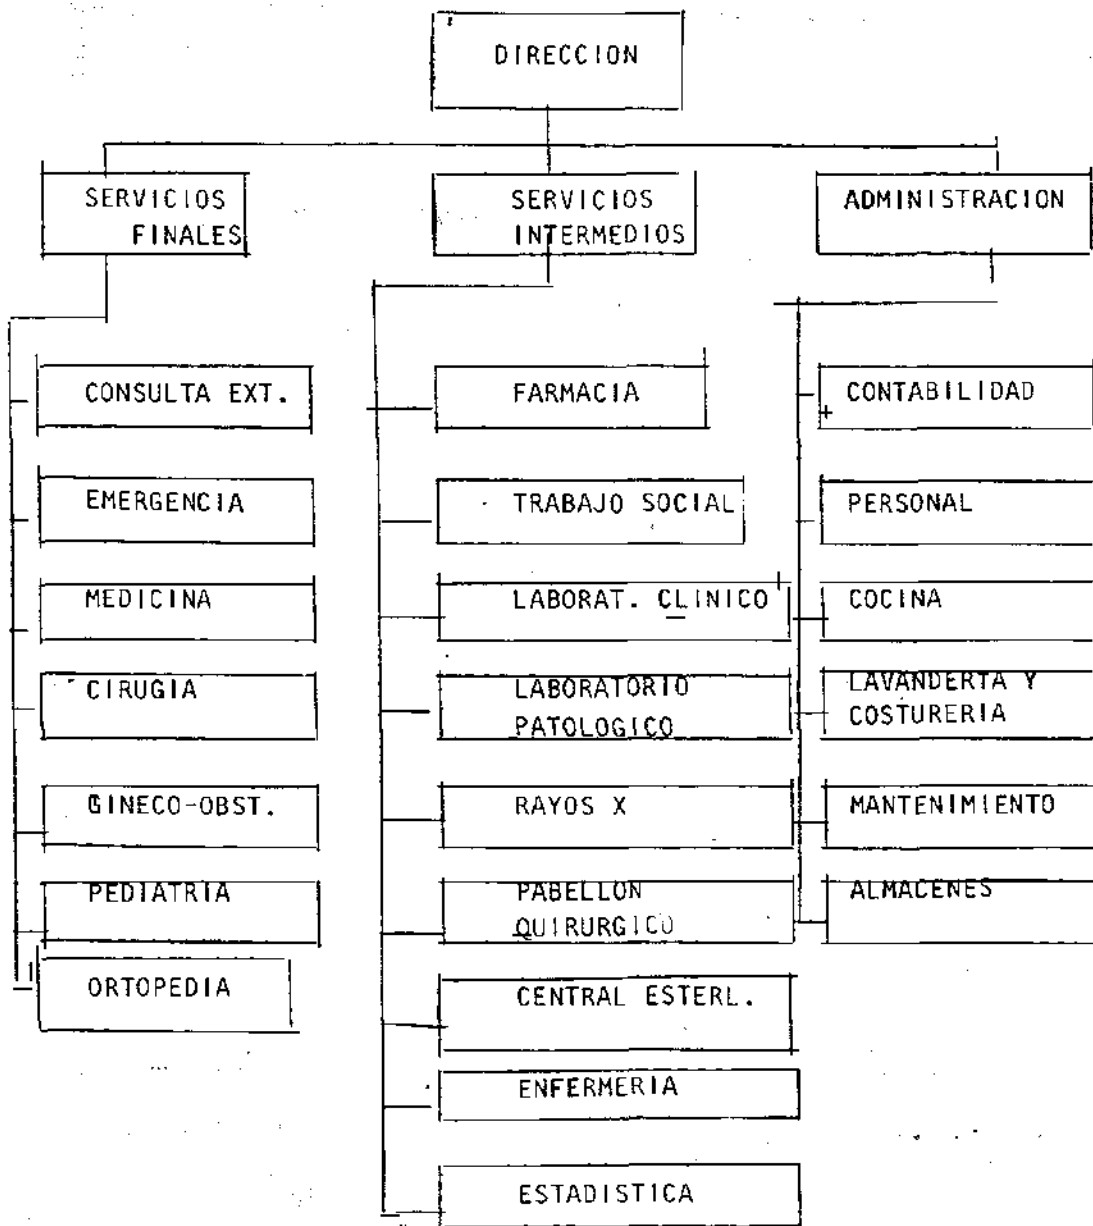 DIRECCION
SERVICIOS
FINALES
SERVICIOS
INTERMEDIOS
ADMINISTRACION
CONSULTA EXT.
EMERGENCIA
MEDICINA
CIRUGIA
GINECO-OBST.
PEDIATRIA
ORTOPEDIA
FARMACIA
TRABAJO SOCIAL
LABORAT. CLINICO
LABORATORIO
PATOLOGICO
RAYOS X
PABELLON
QUIRURGICO
CENTRAL ESTERL.
ENFERMERIA
ESTADISTICA
CONTABILIDAD
PERSONAL
COCINA
LAVANDERTA Y
COSTURERIA
MANTENIMIENTO
ALMACENES